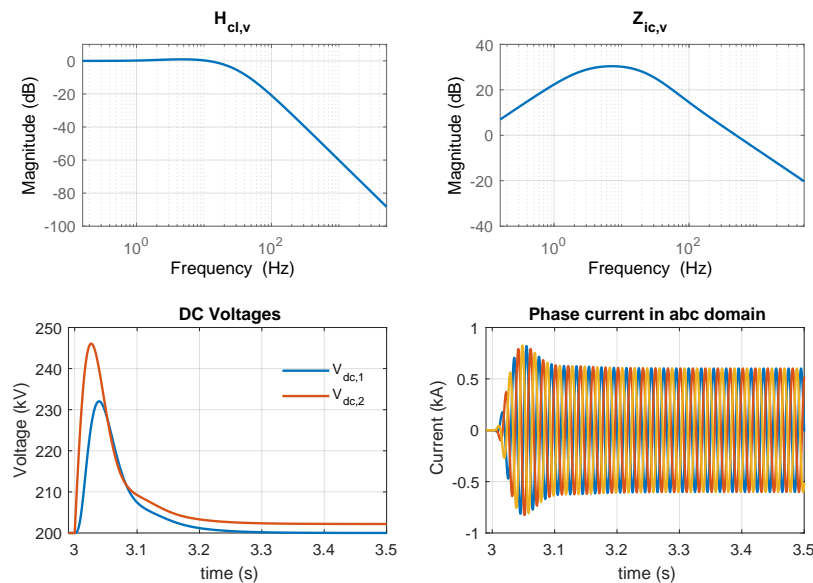 H_cl,v
Magnitude (dB)
0
-20
-40
-60
-80
-100
10^0
10^2
Frequency (Hz)
Z_ic,v
Magnitude (dB)
40
20
0
-20
-40
10^0
10^2
Frequency (Hz)
DC Voltages
Voltage (kV)
250
240
230
220
210
200
V_dc,1
V_dc,2
3
3.1
3.2
3.3
3.4
3.5
time (s)
Phase current in abc domain
Current (kA)
1
0.5
0
-0.5
-1
3
3.1
3.2
3.3
3.4
3.5
time (s)